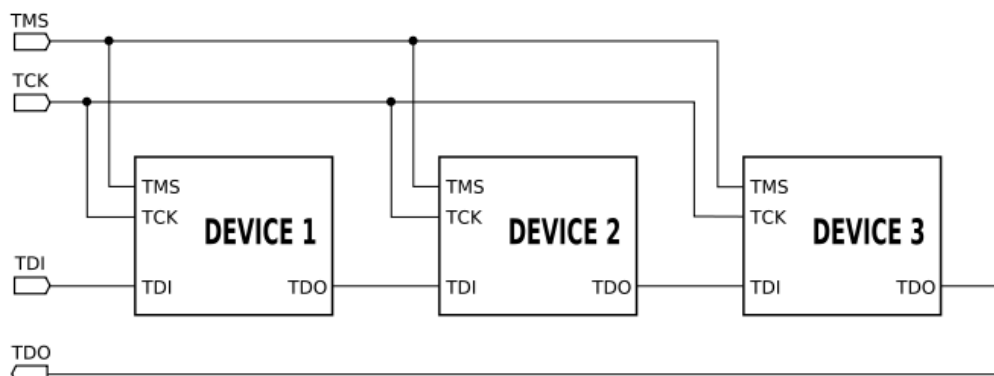 TMS
TCK
TMS
TCK
DEVICE 1
TDI
TDO
TMS
TCK
DEVICE 2
TDI
TDO
TMS
TCK
DEVICE 3
TDI
TDO
TDI
TDO